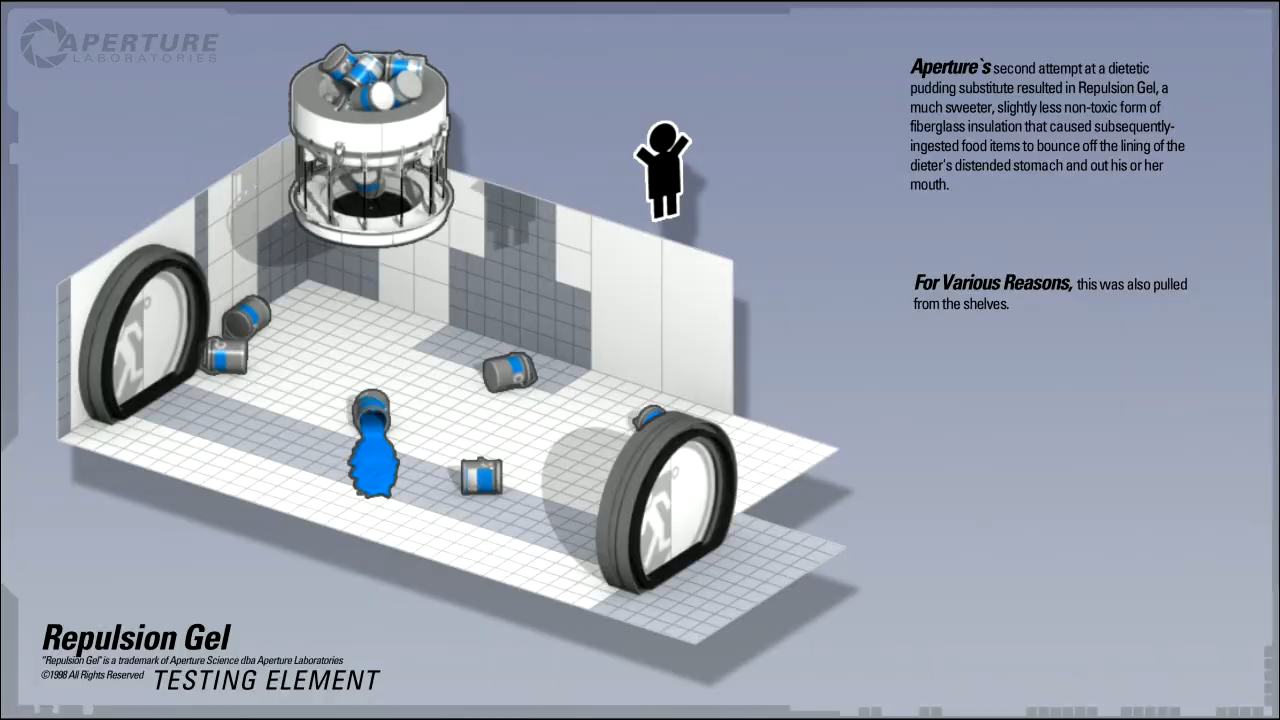 APERTURE
LABORATORIES
Aperture`s second attempt at a dietetic
pudding substitute resulted in Repulsion Gel, a
much sweeter, slightly less non-toxic form of
fiberglass insulation that caused subsequently-
ingested food items to bounce off the lining of the
dieter's distended stomach and out his or her
mouth.
For Various Reasons, this was also pulled
from the shelves.
Repulsion Gel
"Repulsion Gel" is a trademark of Aperture Science dba Aperture Laboratories
©1998 All Rights Reserved
TESTING ELEMENT